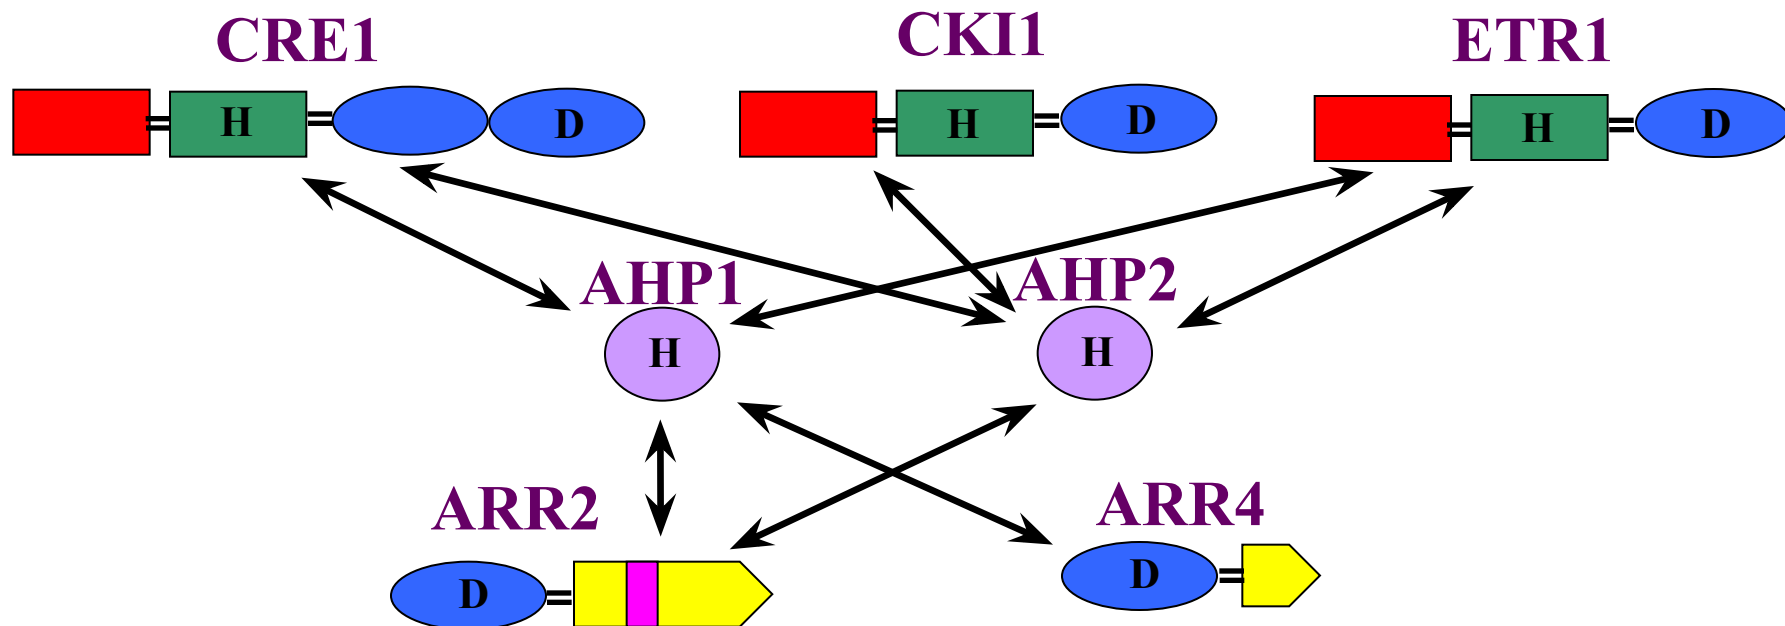 CRE1 CKI1 ETR1
H D H D H D
AHP1 AHP2
H H
ARR2 ARR4
D D